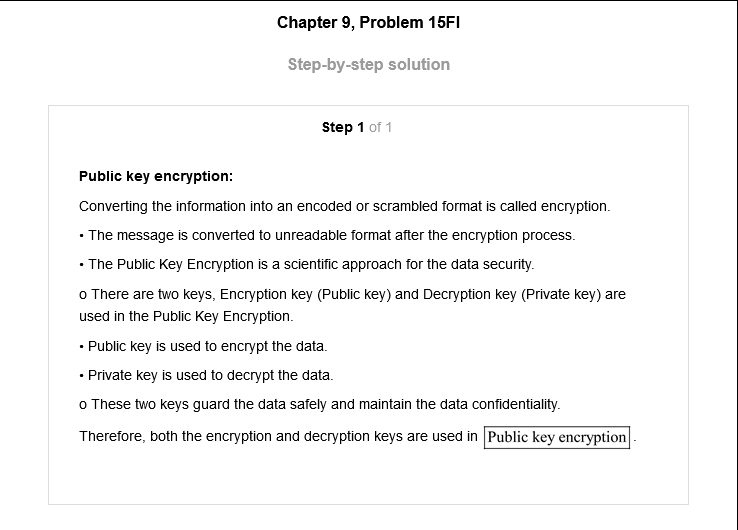 Chapter 9, Problem 15FI
Step-by-step solution
Step 1 of 1
Public key encryption:
Converting the information into an encoded or scrambled format is called encryption.
• The message is converted to unreadable format after the encryption process.
• The Public Key Encryption is a scientific approach for the data security.
o There are two keys, Encryption key (Public key) and Decryption key (Private key) are
used in the Public Key Encryption.
• Public key is used to encrypt the data.
• Private key is used to decrypt the data.
o These two keys guard the data safely and maintain the data confidentiality.
Therefore, both the encryption and decryption keys are used in Public key encryption.